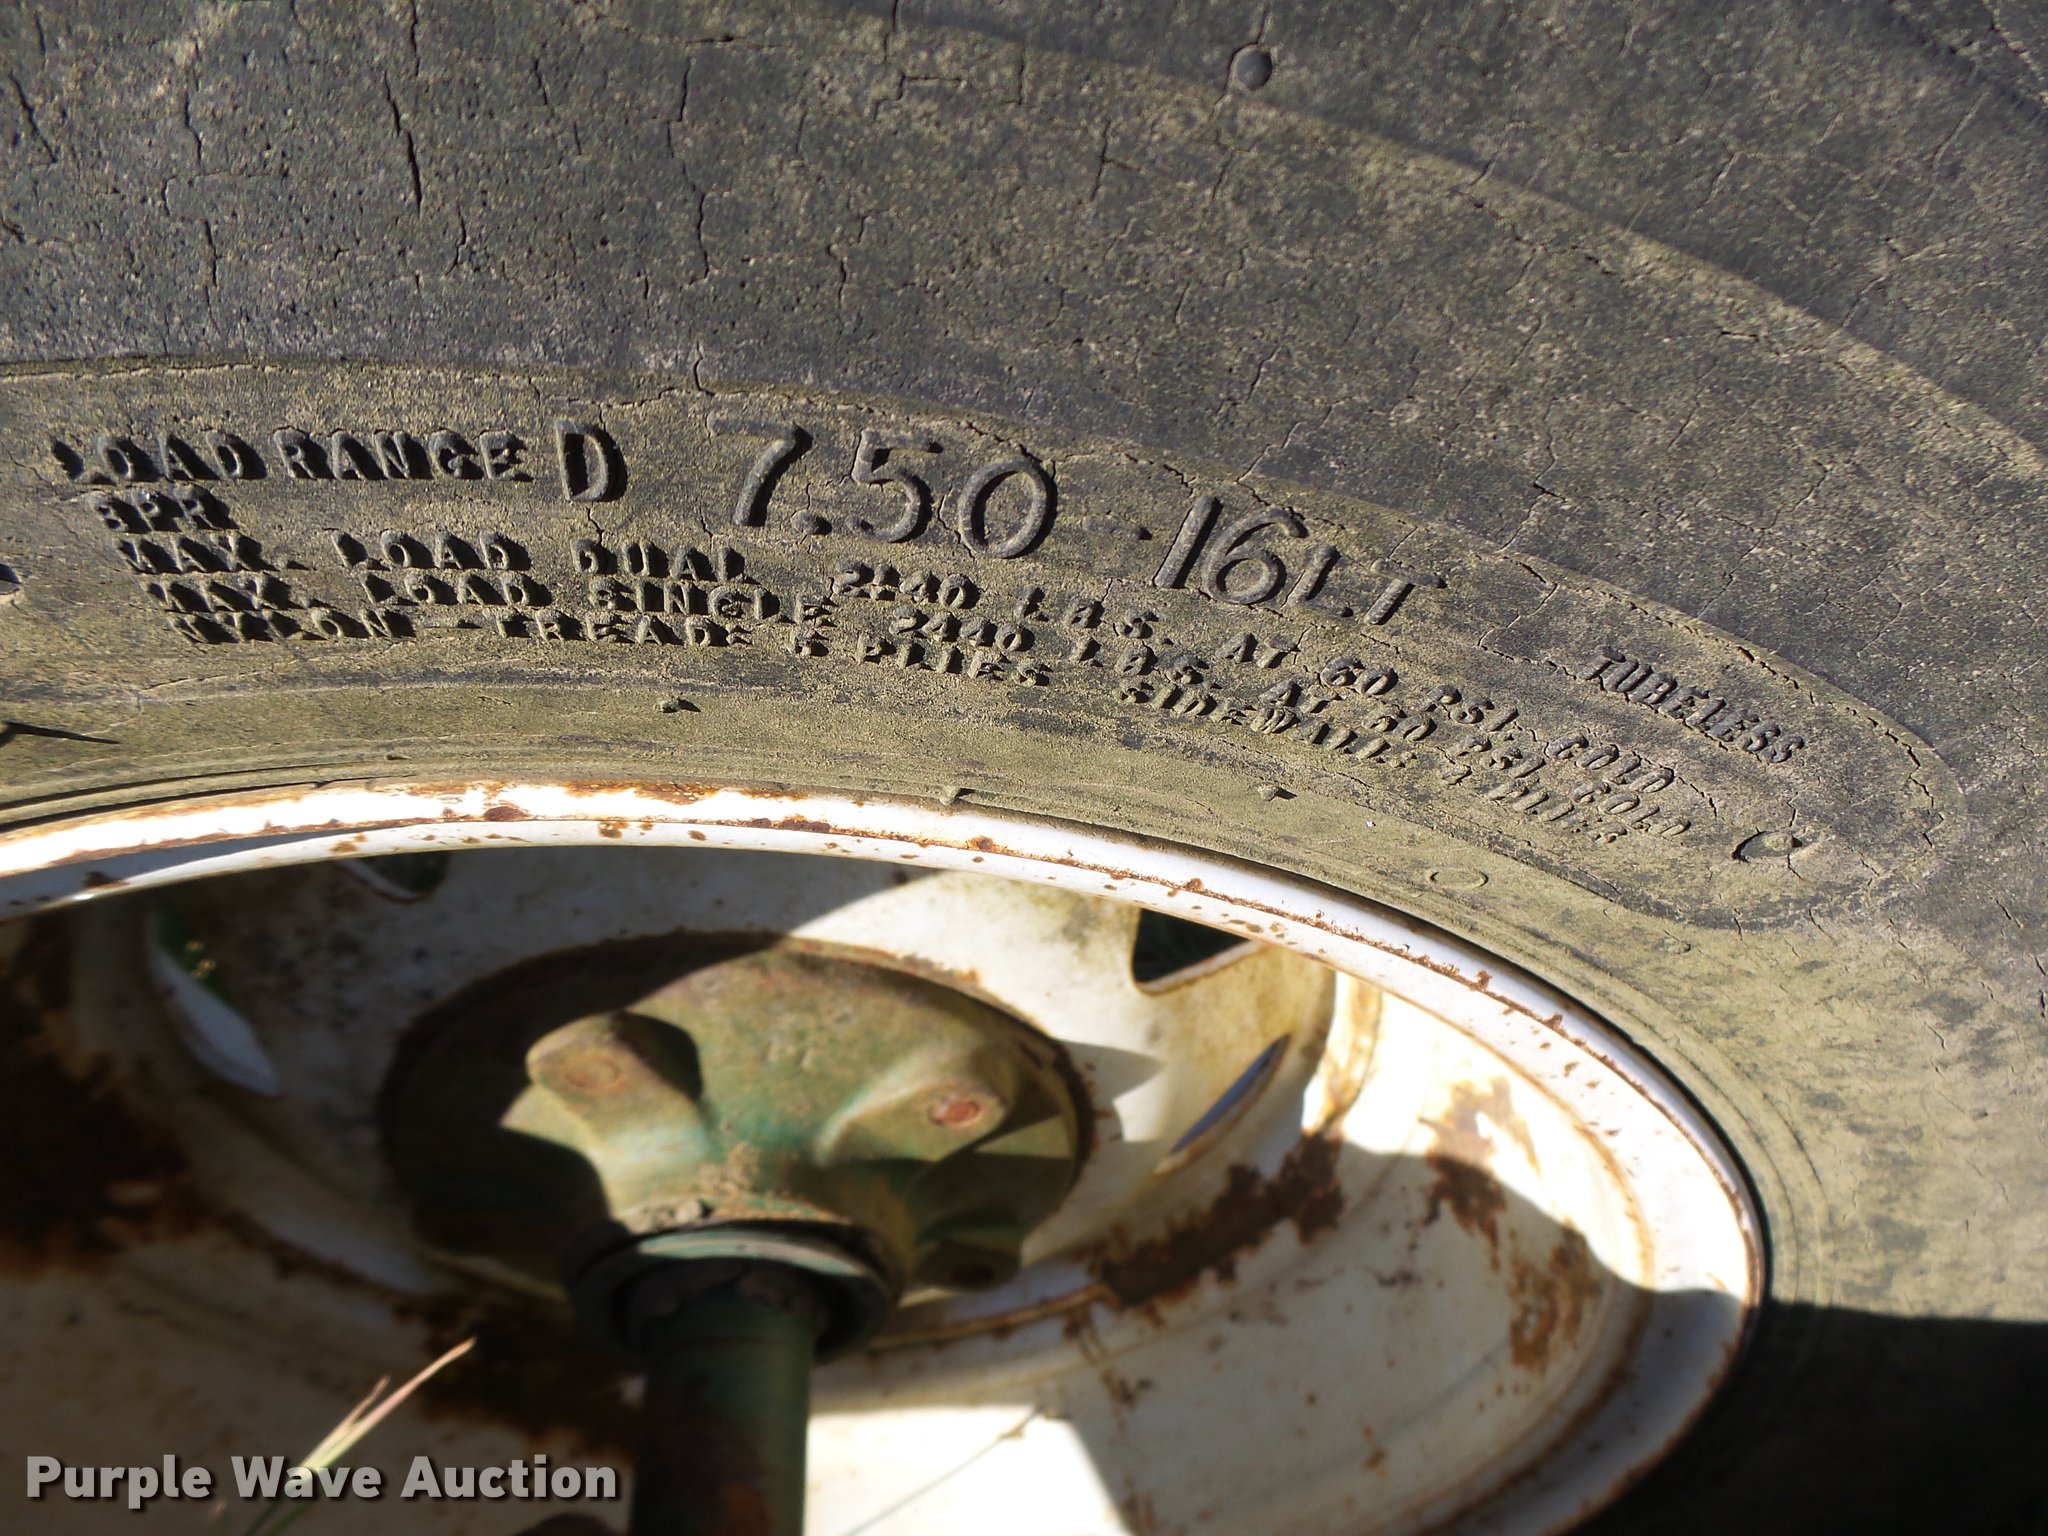 LOAD RANGE D 7.50-16LT TUBELESS
8PR
MAX. LOAD DUAL 2140 LBS. AT 60 PSI. COLD
MAX. LOAD SINGLE 2440 LBS. AT 60 PSI. COLD
NYLON-TREAD: 6 PLIES SIDEWALL: 4 PLIES
Purple Wave Auction